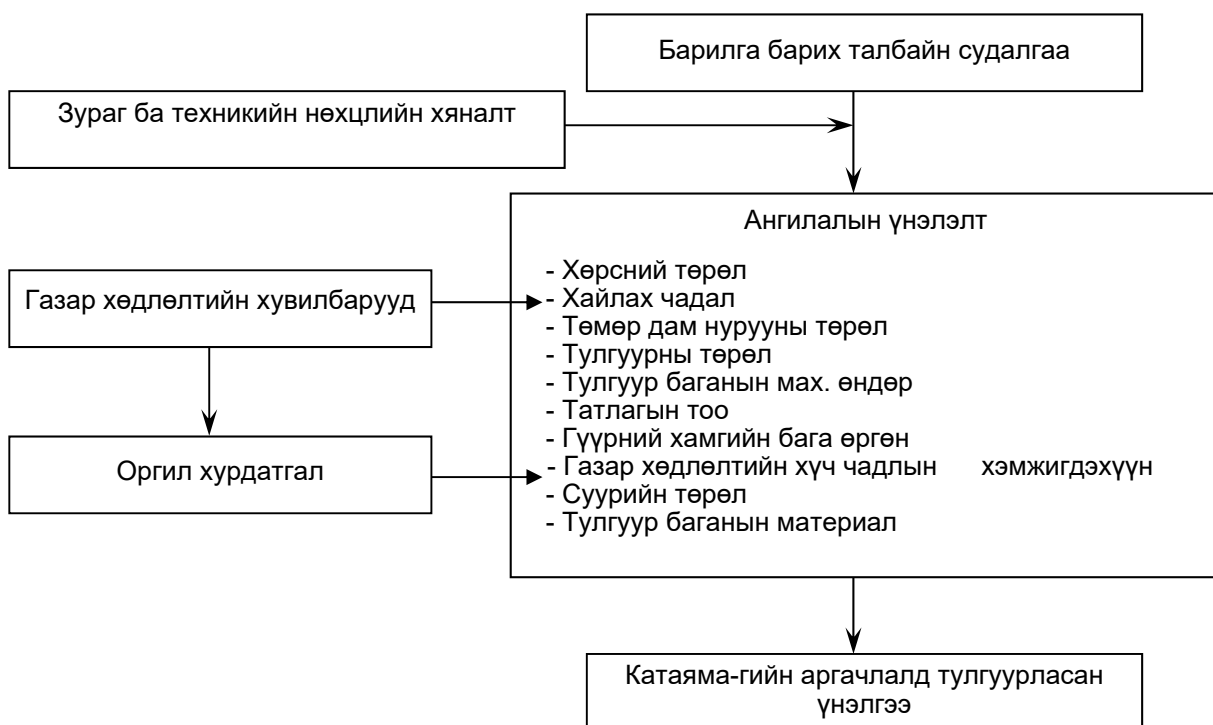 Барилга барих талбайн судалгаа
Зураг ба техникийн нөхцлийн хяналт
Ангилалын үнэлэлт
- Хөрсний төрөл
- Хайлах чадал
- Төмөр дам нурууны төрөл
- Тулгуурны төрөл
- Тулгуур баганын мах. өндөр
- Татлагын тоо
- Гүүрний хамгийн бага өргөн
- Газар хөдлөлтийн хүч чадлын хэмжигдэхүүн
- Суурийн төрөл
- Тулгуур баганын материал
Газар хөдлөлтийн хувилбарууд
Оргил хурдатгал
Катаяма-гийн аргачлалд тулгуурласан
үнэлгээ